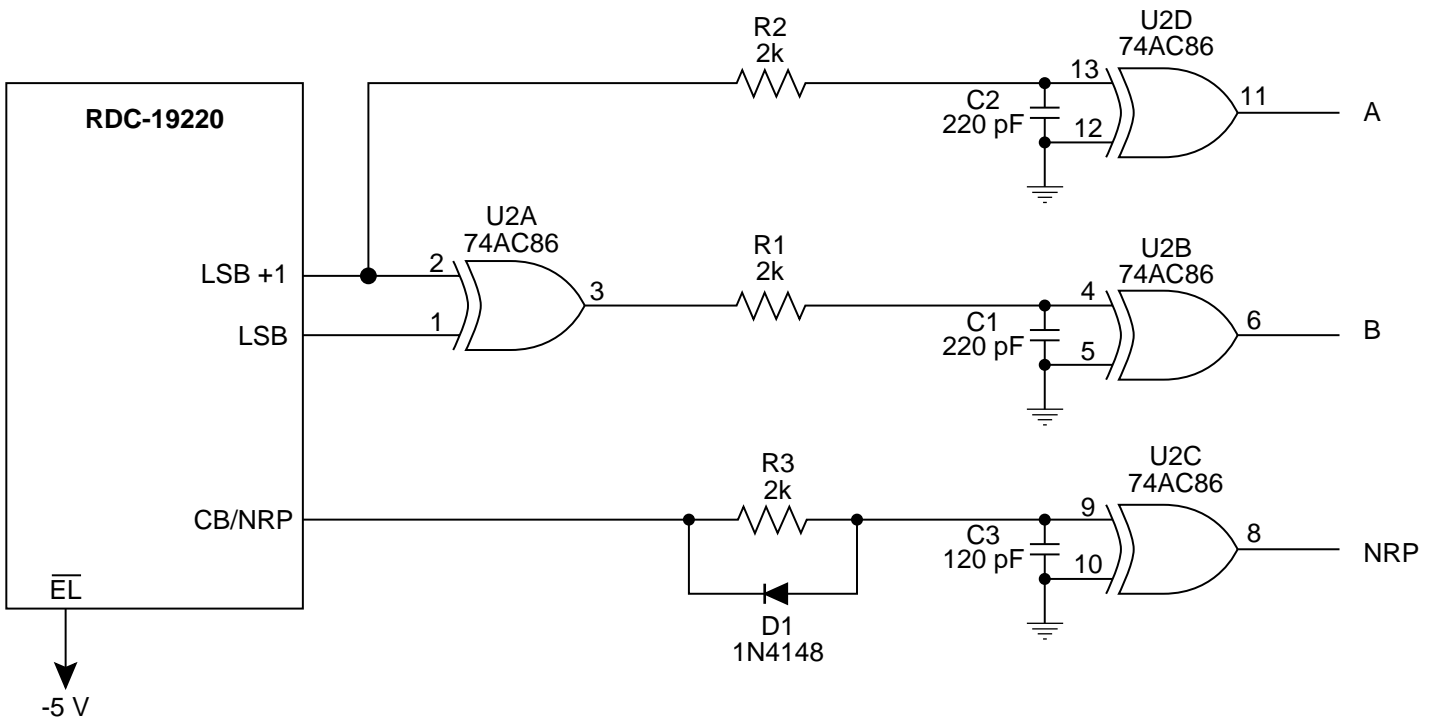 U2D
74AC86
R2
2k
13
11
A
C2
220 pF
12
RDC-19220
U2A
74AC86
LSB +1
2
3
LSB
1
R1
2k
U2B
74AC86
4
6
B
C1
220 pF
5
R3
2k
U2C
74AC86
CB/NRP
9
8
NRP
C3
120 pF
10
D1
1N4148
E̅L̅
-5 V